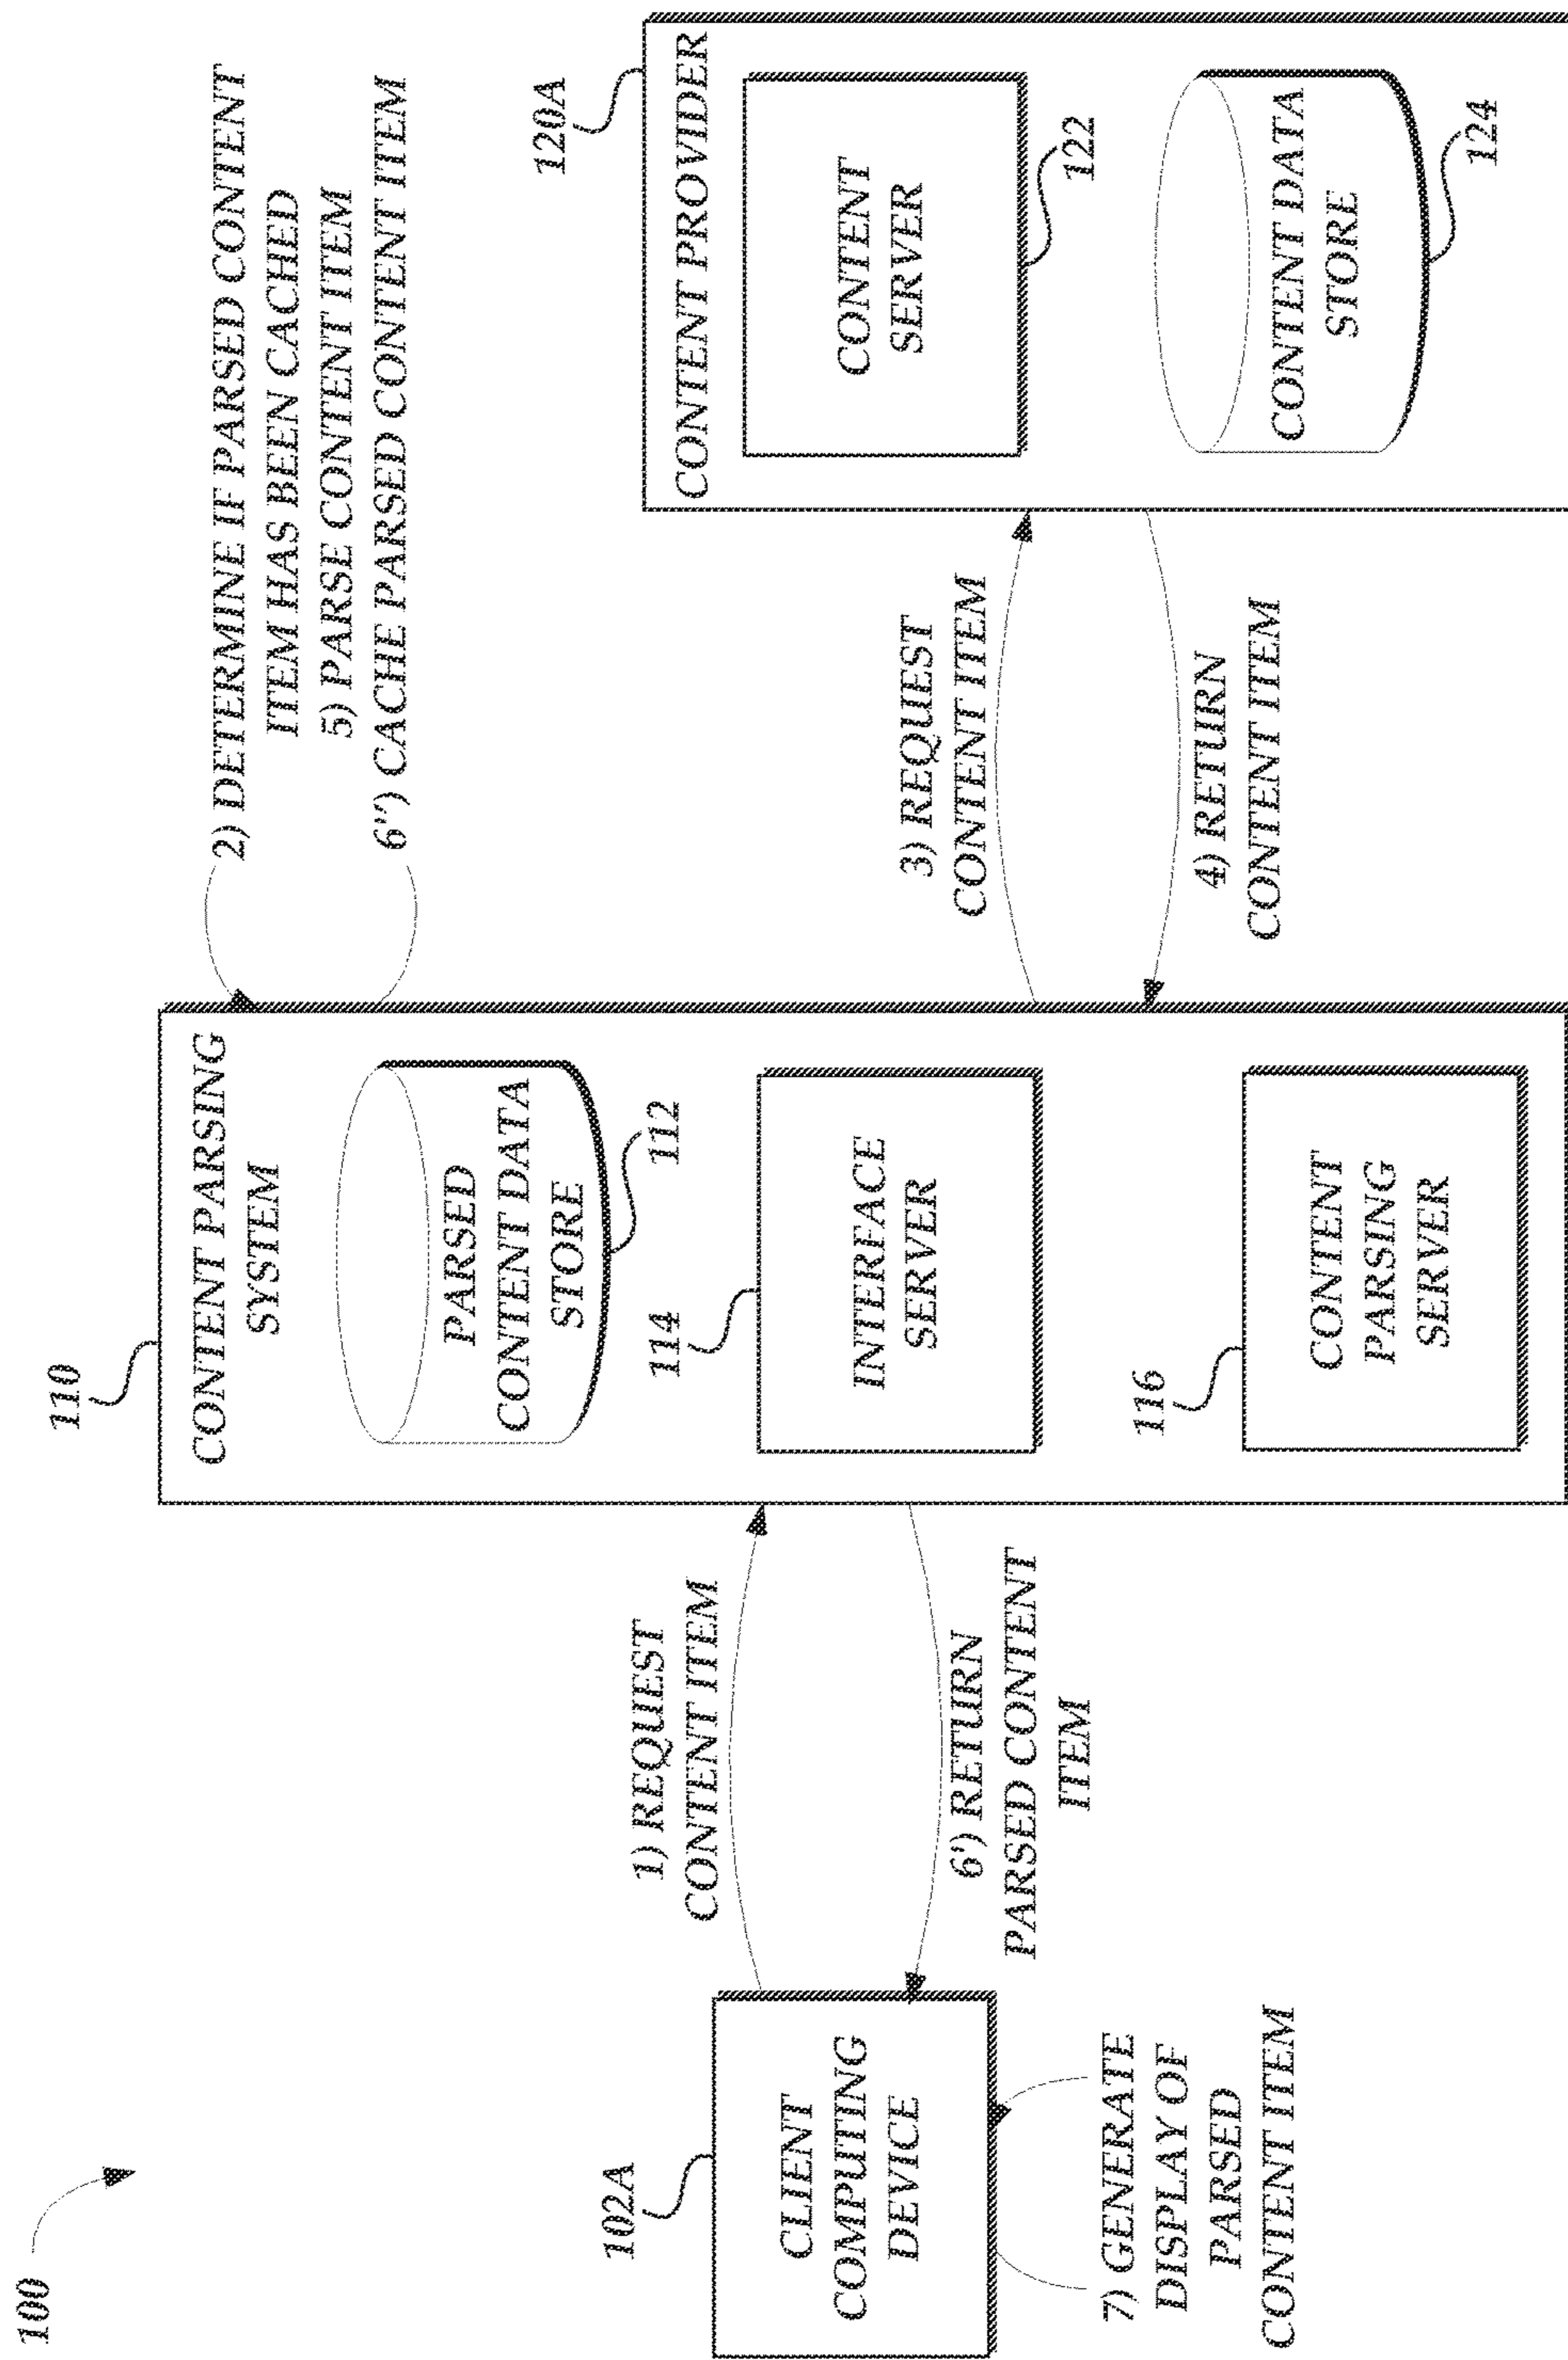 100
110
CONTENT PARSING
SYSTEM
PARSED
CONTENT DATA
STORE
112
114
INTERFACE
SERVER
116
CONTENT
PARSING
SERVER
2) DETERMINE IF PARSED CONTENT
ITEM HAS BEEN CACHED
5) PARSE CONTENT ITEM
6'') CACHE PARSED CONTENT ITEM
120A
CONTENT PROVIDER
CONTENT
SERVER
122
CONTENT DATA
STORE
124
3) REQUEST
CONTENT ITEM
4) RETURN
CONTENT ITEM
1) REQUEST
CONTENT ITEM
6') RETURN
PARSED CONTENT
ITEM
102A
CLIENT
COMPUTING
DEVICE
7) GENERATE
DISPLAY OF
PARSED
CONTENT ITEM